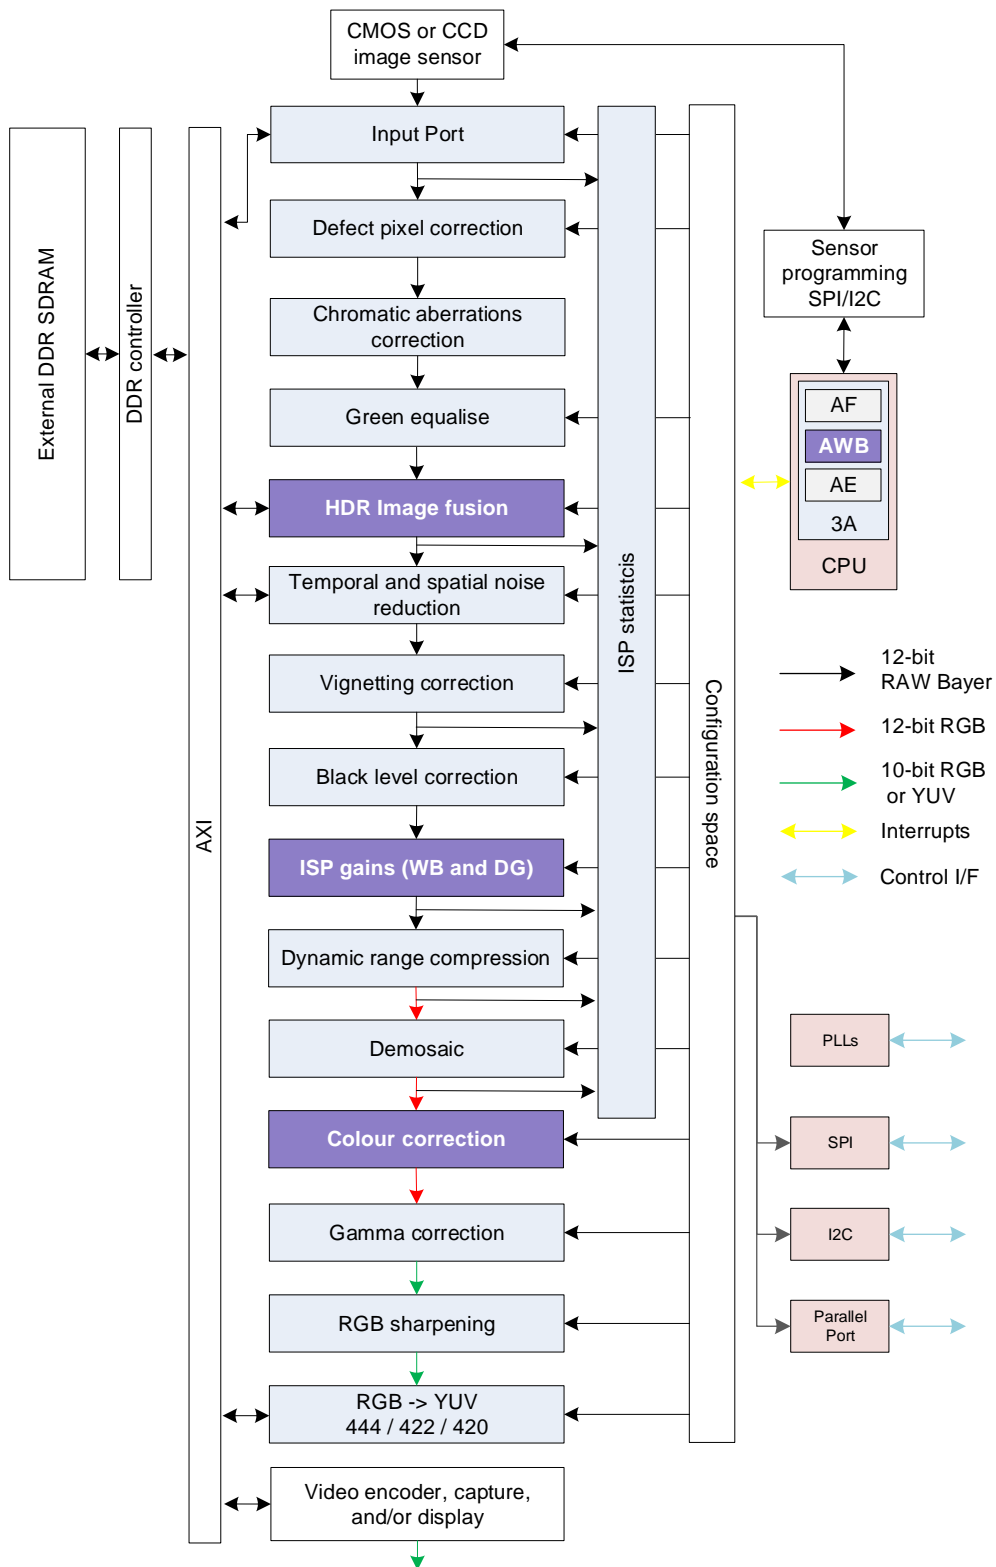 CMOS or CCD
image sensor
Input Port
Defect pixel correction
Chromatic aberrations
correction
Green equalise
HDR Image fusion
Temporal and spatial noise
reduction
Vignetting correction
Black level correction
ISP gains (WB and DG)
Dynamic range compression
Demosaic
Colour correction
Gamma correction
RGB sharpening
RGB -> YUV
444 / 422 / 420
Video encoder, capture,
and/or display
External DDR SDRAM
DDR controller
AXI
ISP statistcis
Configuration space
Sensor
programming
SPI/I2C
AF
AWB
AE
3A
CPU
12-bit
RAW Bayer
12-bit RGB
10-bit RGB
or YUV
Interrupts
Control I/F
PLLs
SPI
I2C
Parallel
Port